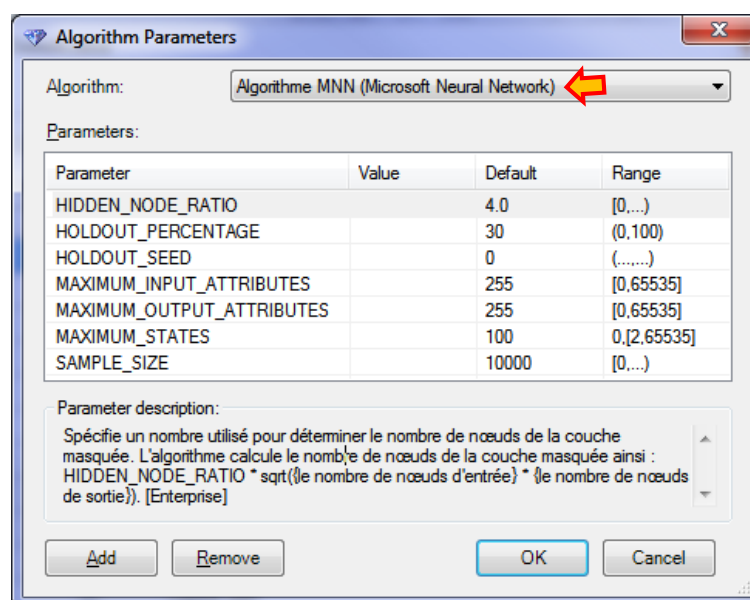 Algorithm Parameters
Algorithm:
Algorithme MNN (Microsoft Neural Network)
Parameters:
Parameter Value Default Range
HIDDEN_NODE_RATIO 4.0 [0,...)
HOLDOUT_PERCENTAGE 30 (0,100)
HOLDOUT_SEED 0 (...,...)
MAXIMUM_INPUT_ATTRIBUTES 255 [0,65535]
MAXIMUM_OUTPUT_ATTRIBUTES 255 [0,65535]
MAXIMUM_STATES 100 0,[2,65535]
SAMPLE_SIZE 10000 [0,...)
Parameter description:
Spécifie un nombre utilisé pour déterminer le nombre de nœuds de la couche
masquée. L'algorithme calcule le nombre de nœuds de la couche masquée ainsi :
HIDDEN_NODE_RATIO * sqrt({le nombre de nœuds d'entrée} * {le nombre de nœuds
de sortie}). [Enterprise]
Add Remove OK Cancel